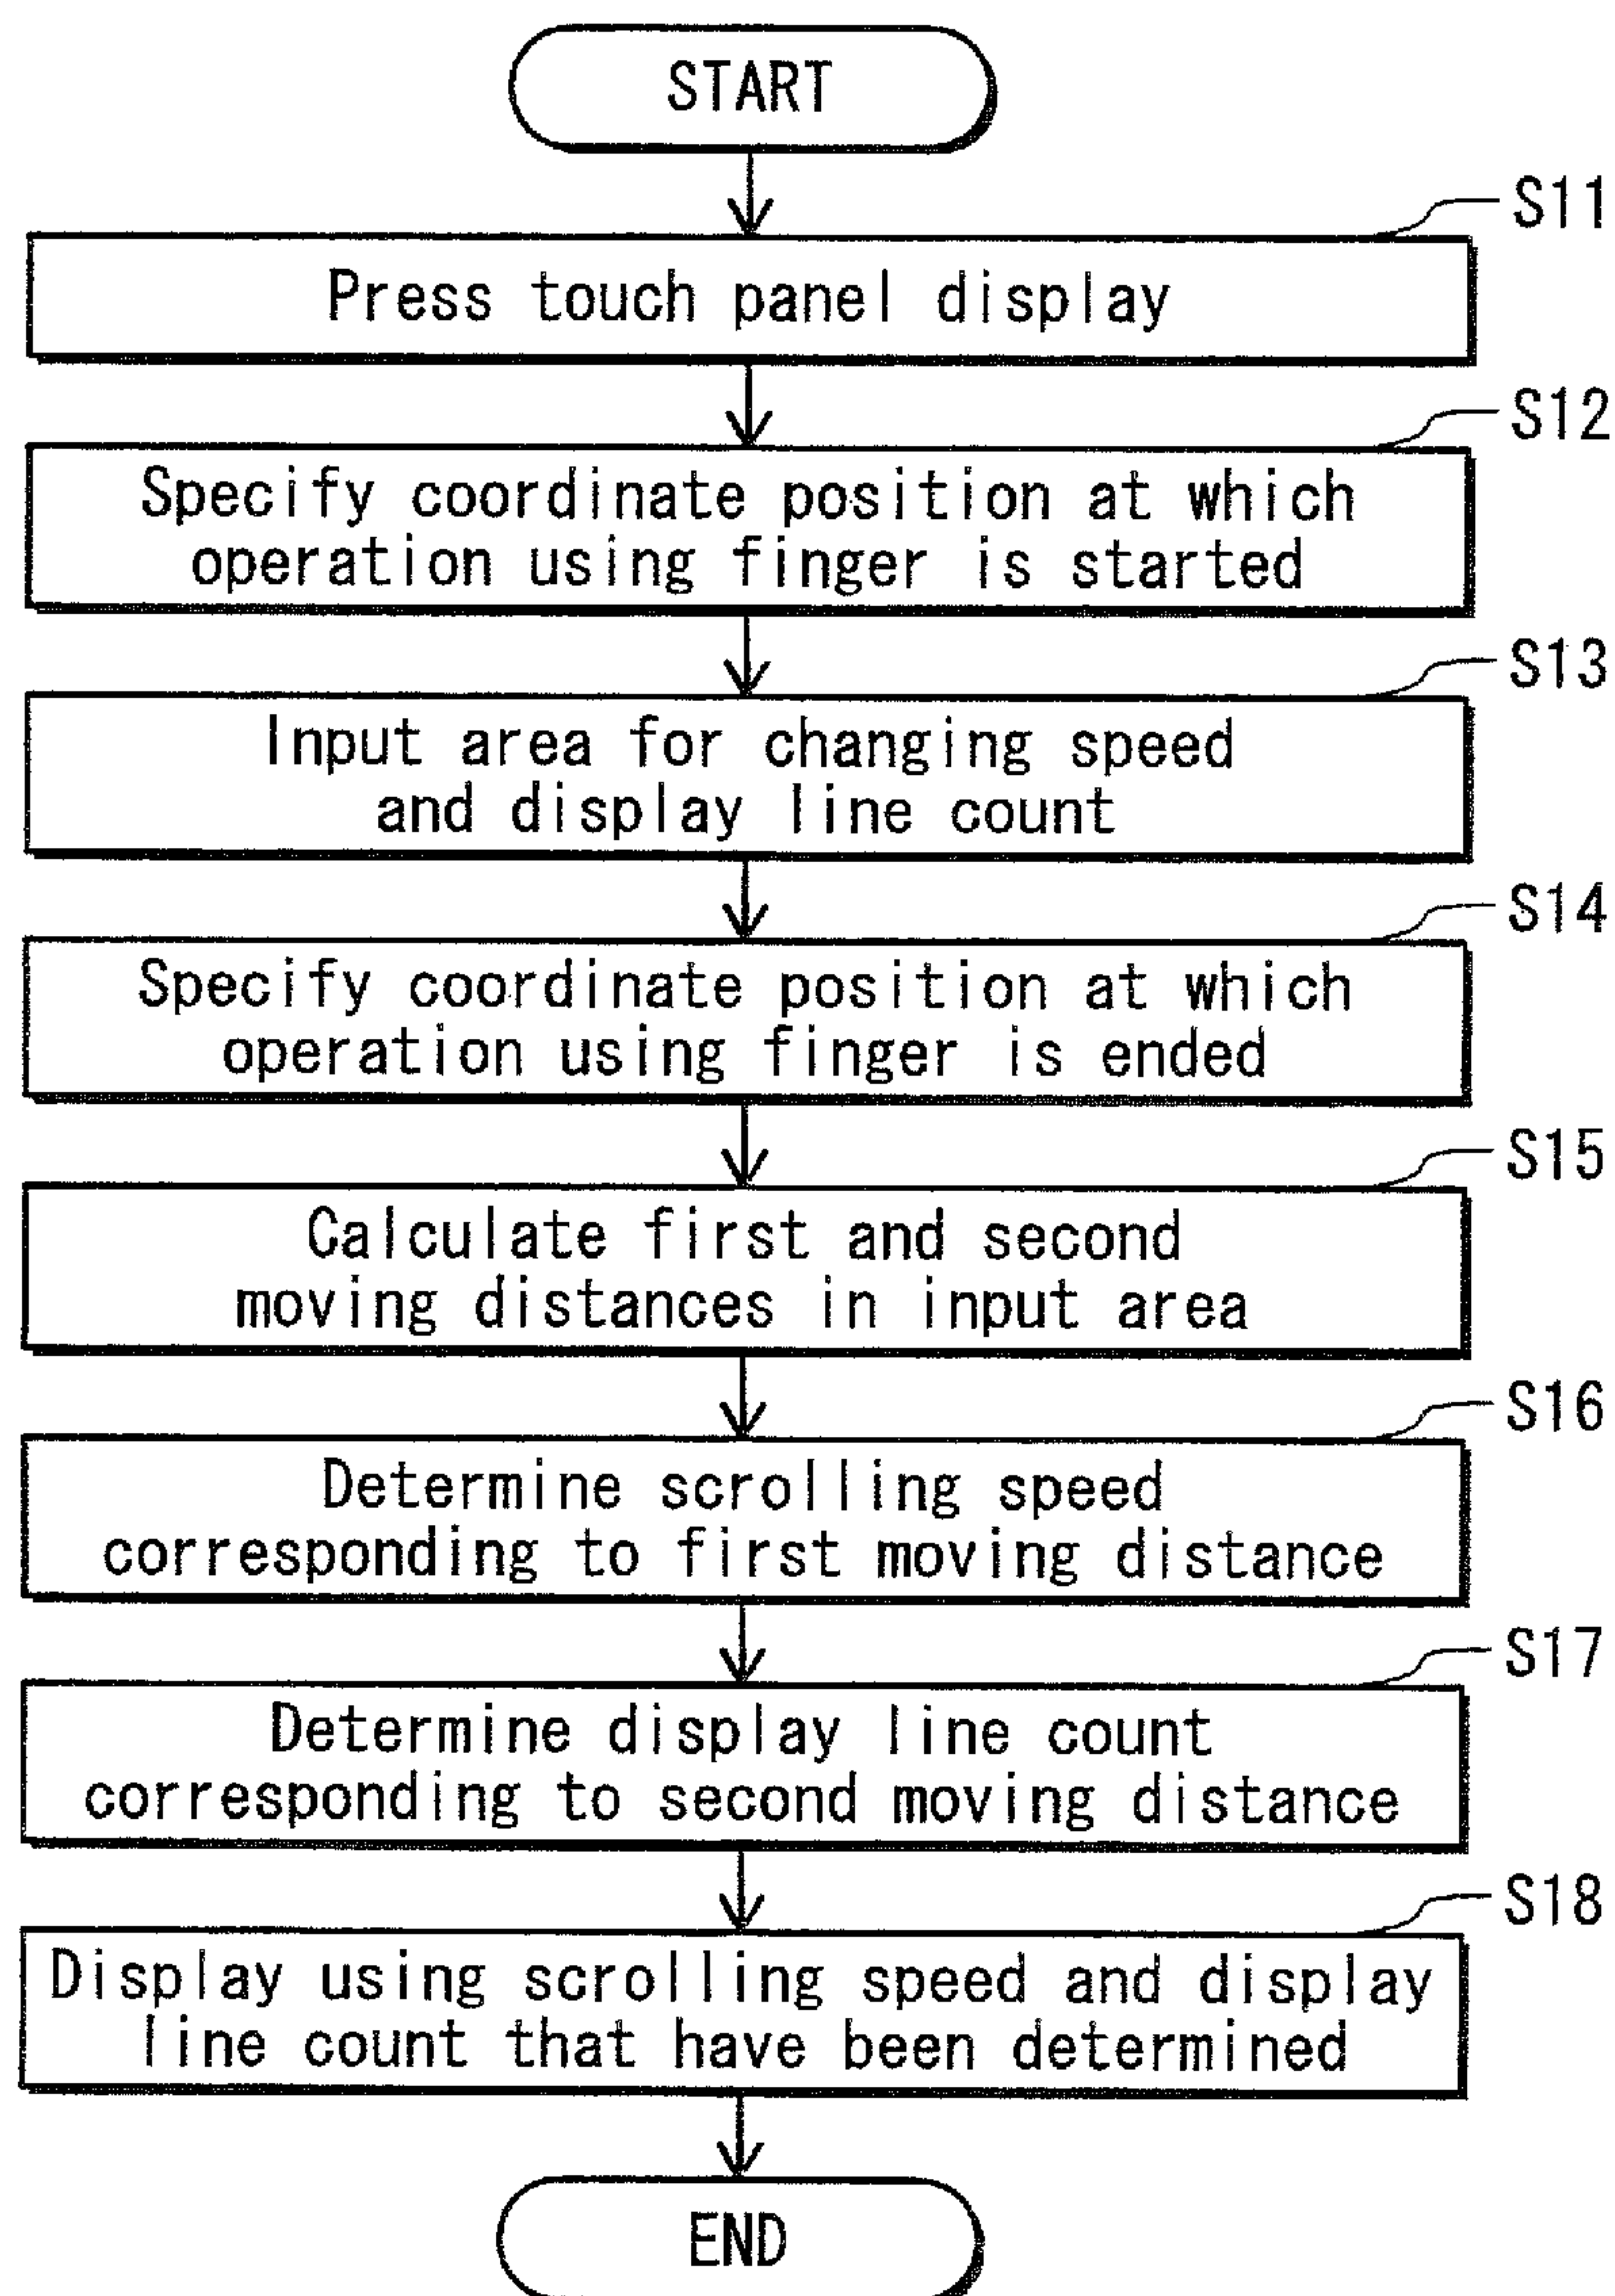 START
S11
Press touch panel display
S12
Specify coordinate position at which
operation using finger is started
S13
Input area for changing speed
and display line count
S14
Specify coordinate position at which
operation using finger is ended
S15
Calculate first and second
moving distances in input area
S16
Determine scrolling speed
corresponding to first moving distance
S17
Determine display line count
corresponding to second moving distance
S18
Display using scrolling speed and display
line count that have been determined
END